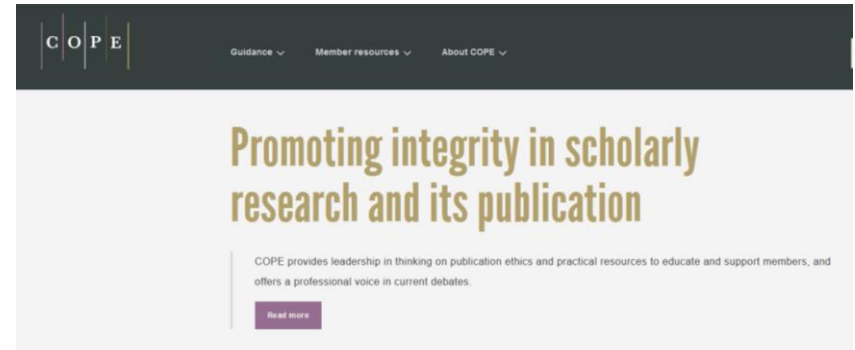 COPE
Guidance Member resources About COPE
Promoting integrity in scholarly
research and its publication
COPE provides leadership in thinking on publication ethics and practical resources to educate and support members, and
offers a professional voice in current debates.
Read more